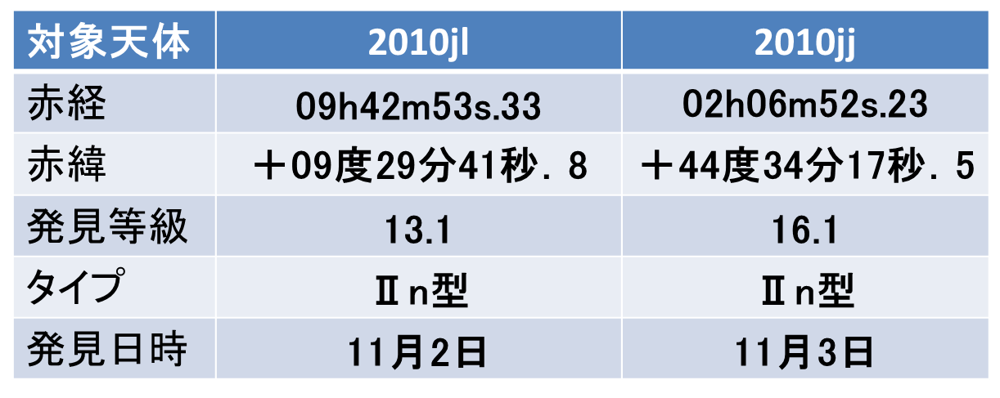 対象天体 2010jl 2010jj
赤経 09h42m53s.33 02h06m52s.23
赤緯 ＋09度29分41秒．8 ＋44度34分17秒．5
発見等級 13.1 16.1
タイプ Ⅱn型 Ⅱn型
発見日時 11月2日 11月3日